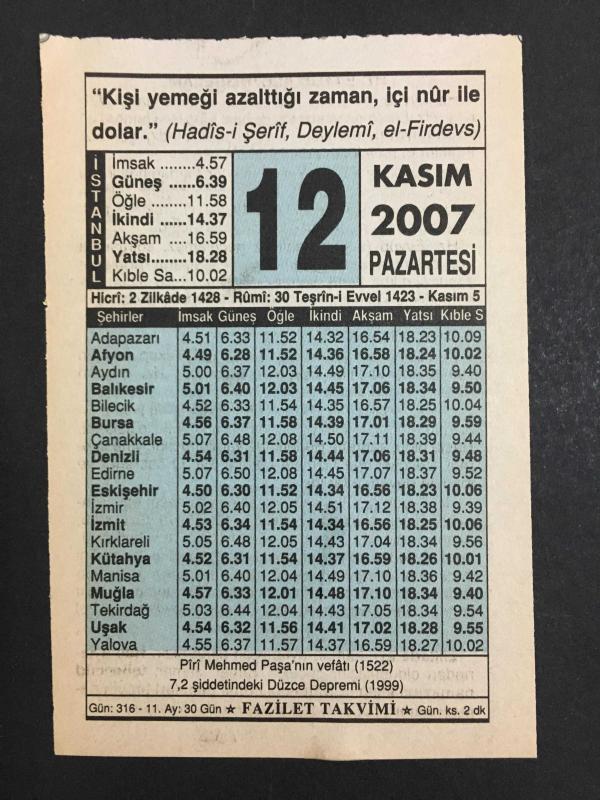 “Kişi yemeği azalttığı zaman, içi nûr ile
dolar.” (Hadîs-i Şerîf, Deylemî, el-Firdevs)
İSTANBUL
İmsak ........4.57
Güneş ......6.39
Öğle .......11.58
İkindi ......14.37
Akşam ....16.59
Yatsı........18.28
Kıble Sa...10.02
12
KASIM
2007
PAZARTESİ
Hicrî: 2 Zilkâde 1428 - Rûmî: 30 Teşrîn-i Evvel 1423 - Kasım 5
Şehirler İmsak Güneş Öğle İkindi Akşam Yatsı Kıble S
Adapazarı 4.51 6.33 11.52 14.32 16.54 18.23 10.09
Afyon 4.49 6.28 11.52 14.36 16.58 18.24 10.02
Aydın 5.00 6.37 12.03 14.49 17.10 18.35 9.40
Balıkesir 5.01 6.40 12.03 14.45 17.06 18.34 9.50
Bilecik 4.52 6.33 11.54 14.35 16.57 18.25 10.04
Bursa 4.56 6.37 11.58 14.39 17.01 18.29 9.59
Çanakkale 5.07 6.48 12.08 14.50 17.11 18.39 9.44
Denizli 4.54 6.31 11.58 14.44 17.06 18.31 9.48
Edirne 5.07 6.50 12.08 14.45 17.07 18.37 9.52
Eskişehir 4.50 6.30 11.52 14.34 16.56 18.23 10.06
İzmir 5.02 6.40 12.05 14.51 17.12 18.38 9.39
İzmit 4.53 6.34 11.54 14.34 16.56 18.25 10.06
Kırklareli 5.05 6.48 12.05 14.43 17.04 18.34 9.56
Kütahya 4.52 6.31 11.54 14.37 16.59 18.26 10.01
Manisa 5.01 6.40 12.04 14.49 17.10 18.36 9.42
Muğla 4.57 6.33 12.01 14.48 17.10 18.34 9.40
Tekirdağ 5.03 6.44 12.04 14.43 17.05 18.34 9.54
Uşak 4.54 6.32 11.56 14.41 17.02 18.28 9.55
Yalova 4.55 6.37 11.57 14.37 16.59 18.27 10.02
Pîrî Mehmed Paşa’nın vefâtı (1522)
7,2 şiddetindeki Düzce Depremi (1999)
Gün: 316 - 11. Ay: 30 Gün ★ FAZİLET TAKVİMİ ★ Gün. ks. 2 dk